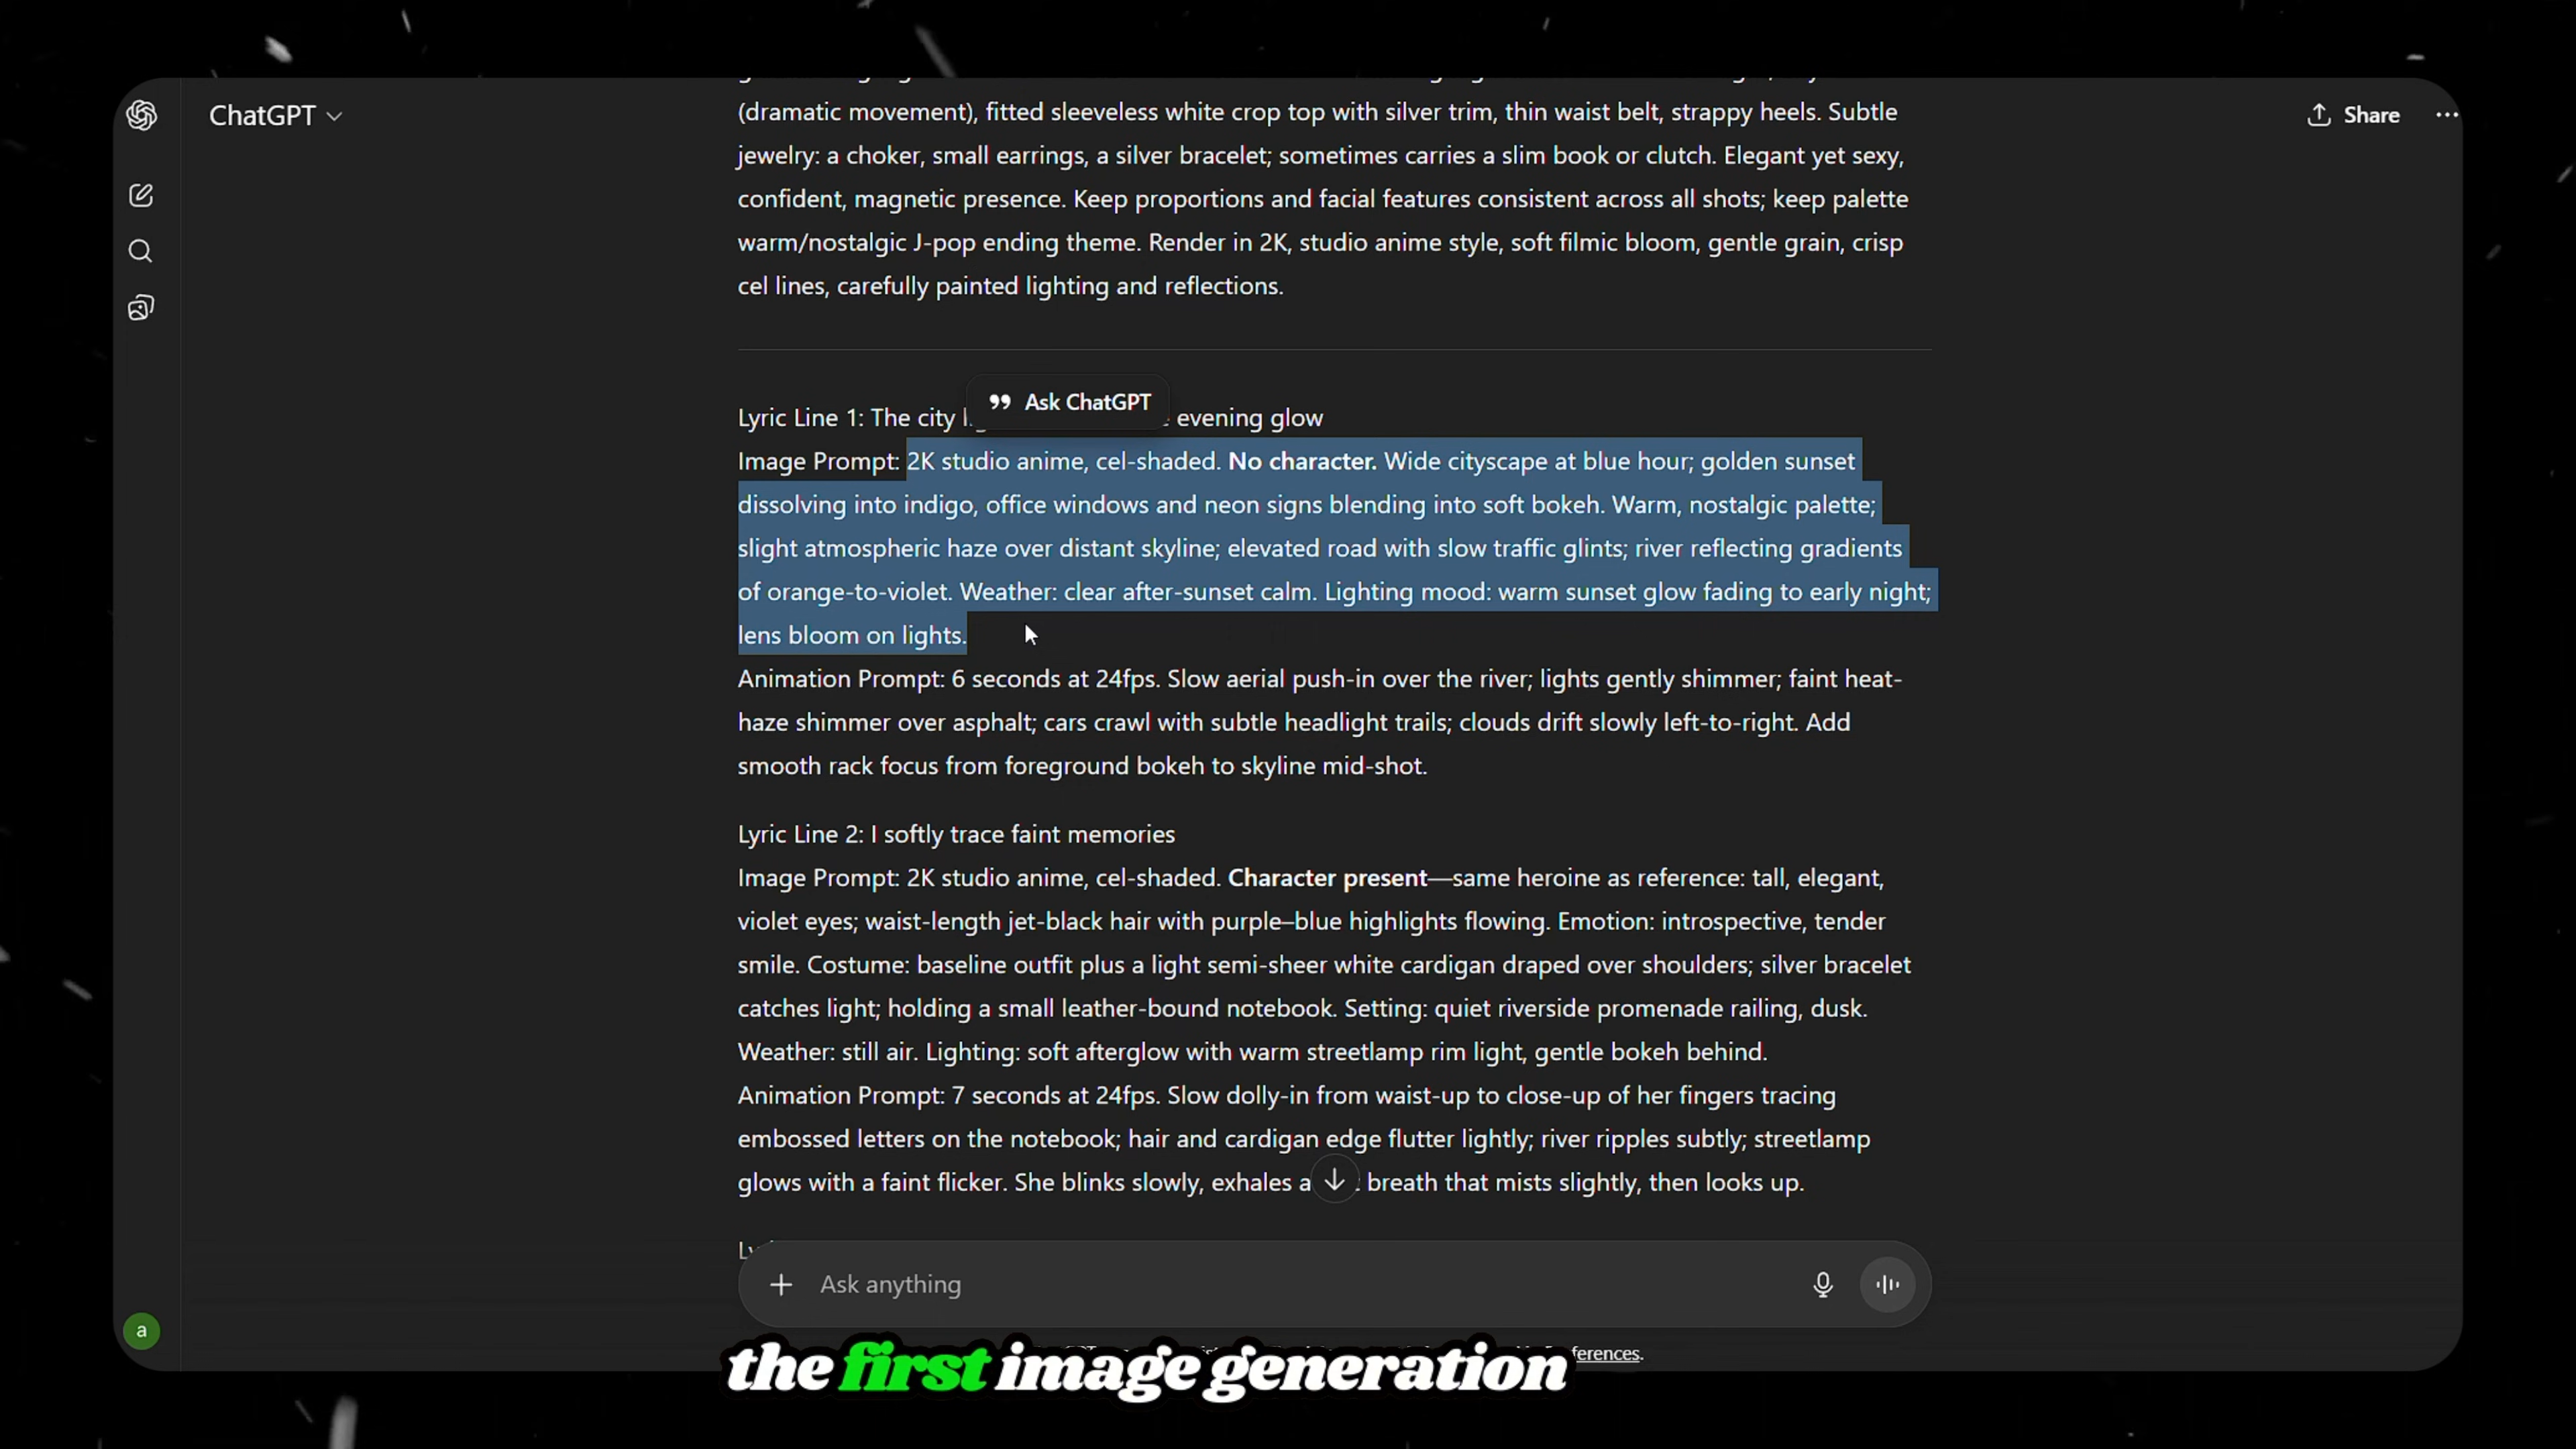 ChatGPT
Share
(dramatic movement), fitted sleeveless white crop top with silver trim, thin waist belt, strappy heels. Subtle
jewelry: a choker, small earrings, a silver bracelet; sometimes carries a slim book or clutch. Elegant yet sexy,
confident, magnetic presence. Keep proportions and facial features consistent across all shots; keep palette
warm/nostalgic J-pop ending theme. Render in 2K, studio anime style, soft filmic bloom, gentle grain, crisp
cel lines, carefully painted lighting and reflections.
Ask ChatGPT
Lyric Line 1: The city evening glow
Image Prompt: 2K studio anime, cel-shaded. No character. Wide cityscape at blue hour; golden sunset
dissolving into indigo, office windows and neon signs blending into soft bokeh. Warm, nostalgic palette;
slight atmospheric haze over distant skyline; elevated road with slow traffic glints; river reflecting gradients
of orange-to-violet. Weather: clear after-sunset calm. Lighting mood: warm sunset glow fading to early night;
lens bloom on lights.
Animation Prompt: 6 seconds at 24fps. Slow aerial push-in over the river; lights gently shimmer; faint heat-
haze shimmer over asphalt; cars crawl with subtle headlight trails; clouds drift slowly left-to-right. Add
smooth rack focus from foreground bokeh to skyline mid-shot.
Lyric Line 2: I softly trace faint memories
Image Prompt: 2K studio anime, cel-shaded. Character present—same heroine as reference: tall, elegant,
violet eyes; waist-length jet-black hair with purple–blue highlights flowing. Emotion: introspective, tender
smile. Costume: baseline outfit plus a light semi-sheer white cardigan draped over shoulders; silver bracelet
catches light; holding a small leather-bound notebook. Setting: quiet riverside promenade railing, dusk.
Weather: still air. Lighting: soft afterglow with warm streetlamp rim light, gentle bokeh behind.
Animation Prompt: 7 seconds at 24fps. Slow dolly-in from waist-up to close-up of her fingers tracing
embossed letters on the notebook; hair and cardigan edge flutter lightly; river ripples subtly; streetlamp
glows with a faint flicker. She blinks slowly, exhales a breath that mists slightly, then looks up.
Ask anything
a
the first image generation